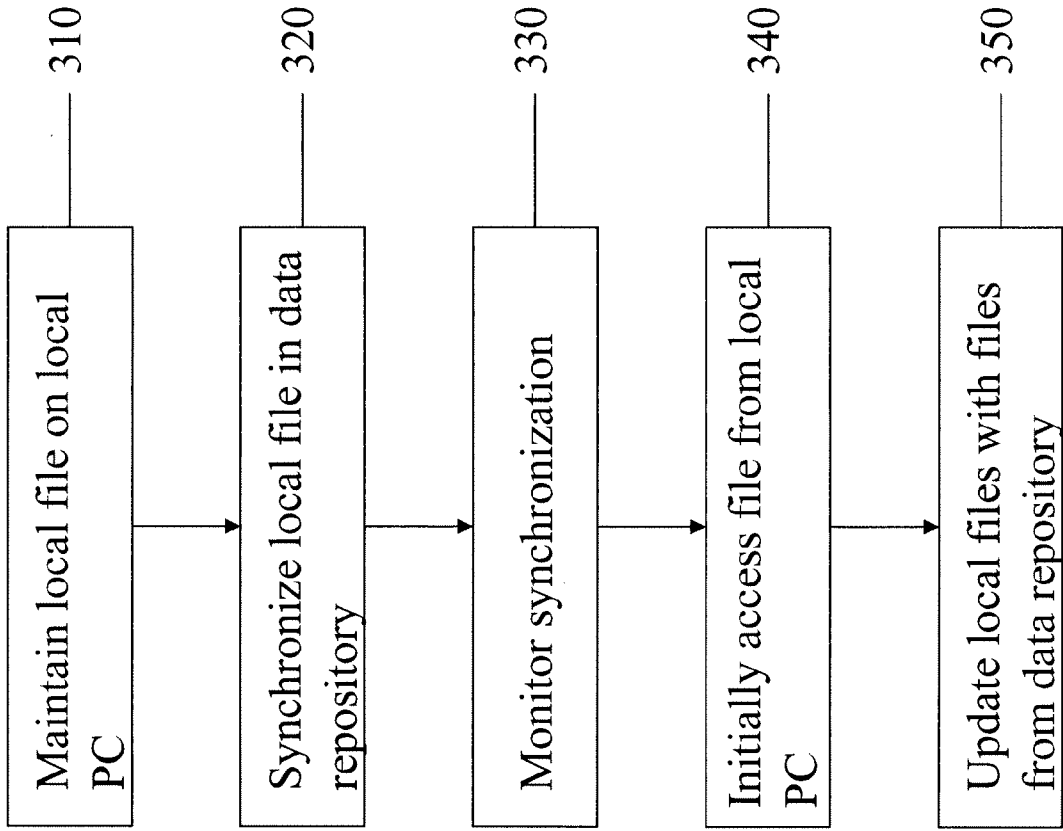 Maintain local file on local
PC
310
Synchronize local file in data
repository
320
Monitor synchronization
330
Initially access file from local
PC
340
Update local files with files
from data repository
350